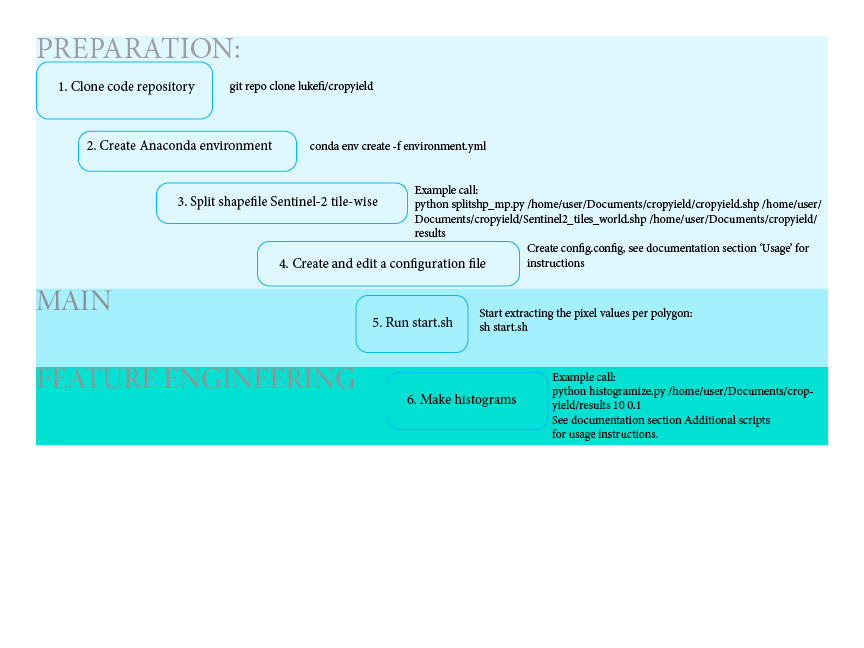 PREPARATION:
1. Clone code repository
git repo clone lukefi/cropyield
2. Create Anaconda environment
conda env create -f environment.yml
3. Split shapefile Sentinel-2 tile-wise
Example call:
python splitshp_mp.py /home/user/Documents/cropyield/cropyield.shp /home/user/
Documents/cropyield/Sentinel2_tiles_world.shp /home/user/Documents/cropyield/
results
4. Create and edit a configuration file
Create config.config, see documentation section ‘Usage’ for
instructions
MAIN
5. Run start.sh
Start extracting the pixel values per polygon:
sh start.sh
FEATURE ENGINEERING
6. Make histograms
Example call:
python histogramize.py /home/user/Documents/crop-
yield/results 10 0.1
See documentation section Additional scripts
for usage instructions.